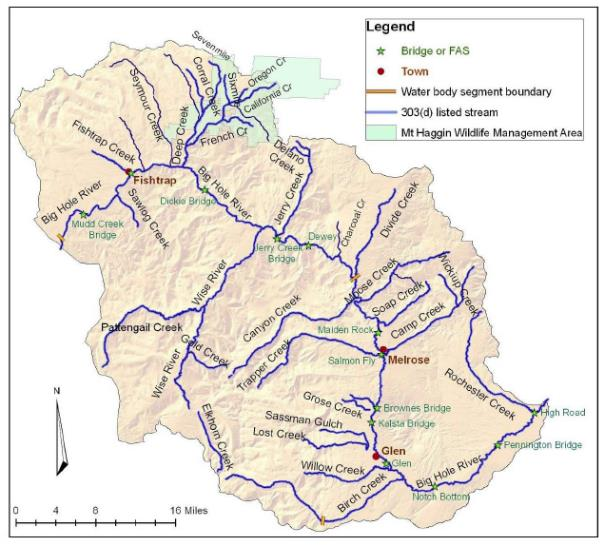 Legend
Bridge or FAS
Town
Water body segment boundary
303(d) listed stream
Mt Haggin Wildlife Management Area
Sevenmile
Corral Creek
Sixmile
Oregon Cr
California Cr
Seymour Creek
Deep Creek
French Cr
Delano Creek
Fishtrap Creek
Fishtrap
Big Hole River
Mudd Creek Bridge
Sawlog Creek
Dickie Bridge
Big Hole River
Jerry Creek
Jerry Creek Bridge
Dewey
Charcoal Cr
Divide Creek
Wise River
Moose Creek
Wickiup Creek
Soap Creek
Camp Creek
Canyon Creek
Maiden Rock
Pattengail Creek
Gold Creek
Trapper Creek
Salmon Fly
Melrose
Wise River
Rochester Creek
Grose Creek
Brownes Bridge
High Road
Elkhorn Creek
Sassman Gulch
Kalsta Bridge
Lost Creek
Pennington Bridge
Glen
Glen
Willow Creek
Big Hole River
Birch Creek
Notch Bottom
N
0 4 8 16 Miles